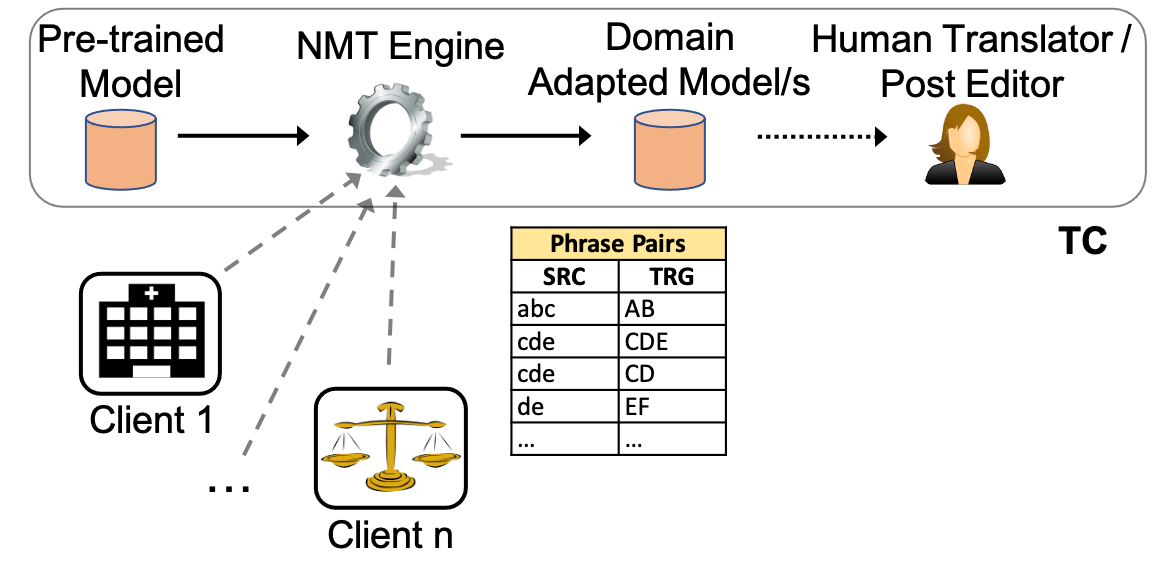 Pre-trained
Model
NMT Engine
Domain
Adapted Model/s
Human Translator /
Post Editor
TC
Client 1
...
Client n
Phrase Pairs
SRC TRG
abc AB
cde CDE
cde CD
de EF
... ...